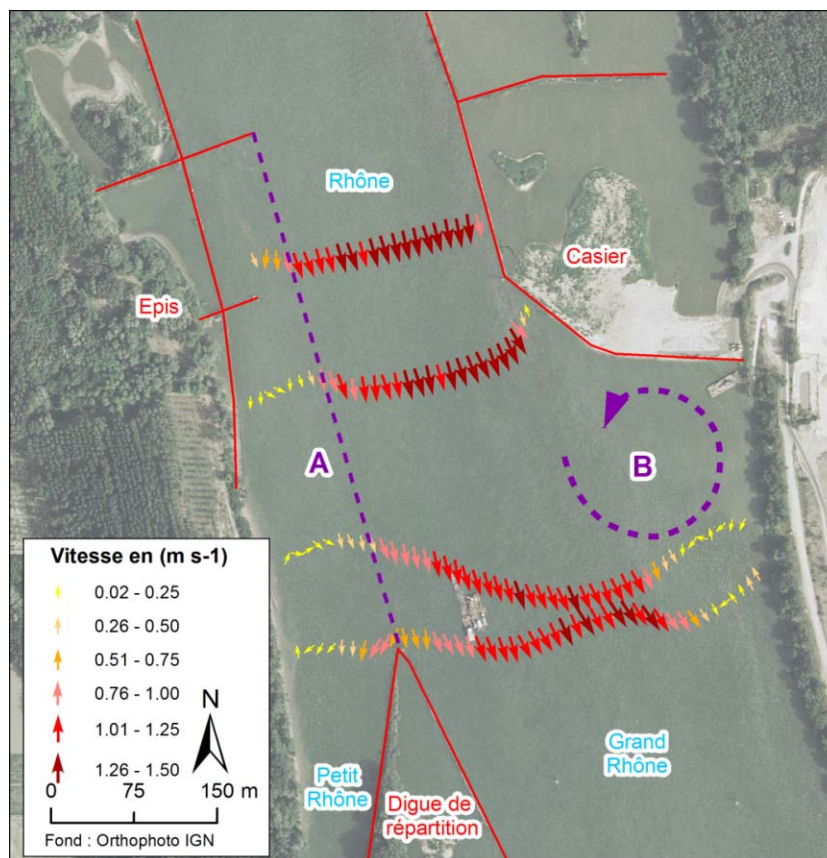 Rhône
Epis
Casier
A
B
Vitesse en (m s-1)
0.02 - 0.25
0.26 - 0.50
0.51 - 0.75
0.76 - 1.00
1.01 - 1.25
1.26 - 1.50
N
0 75 150 m
Fond : Orthophoto IGN
Petit
Rhône
Digue de
répartition
Grand
Rhône